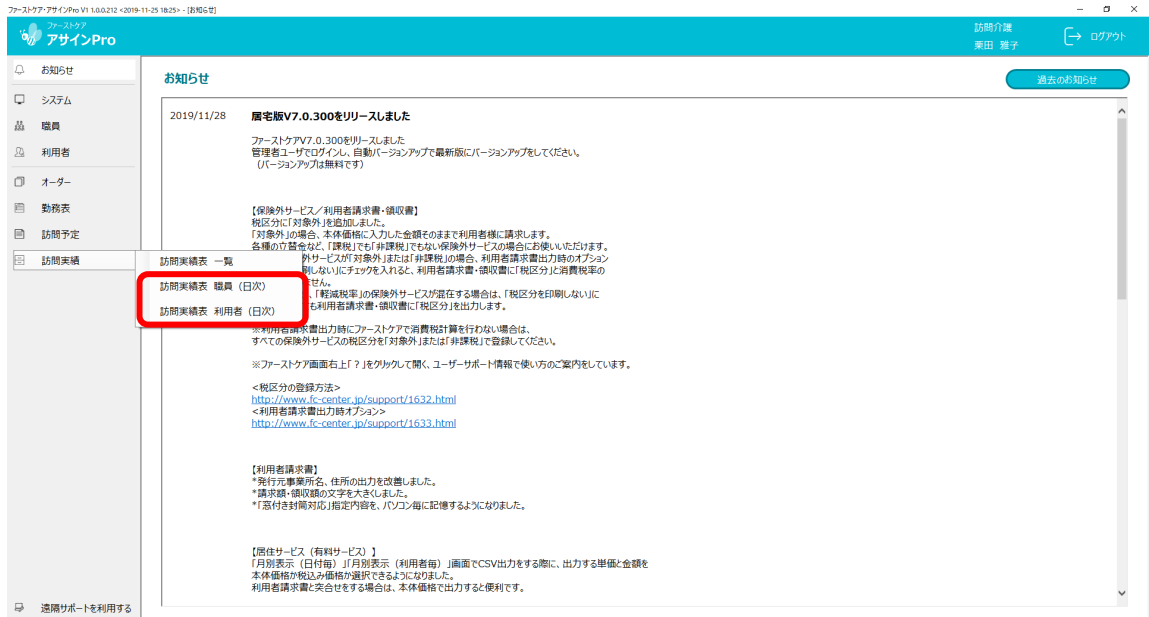 ファーストケア・アサインPro V1 1.0.0.212 <2019-11-25 18:25> - [お知らせ]
ファーストケア
アサインPro
訪問介護
栗田 雅子
ログアウト
お知らせ
システム
職員
利用者
オーダー
勤務表
訪問予定
訪問実績
訪問実績表 一覧
訪問実績表 職員（日次）
訪問実績表 利用者（日次）
遠隔サポートを利用する
お知らせ
過去のお知らせ
2019/11/28 居宅版V7.0.300をリリースしました
ファーストケアV7.0.300をリリースしました
管理者ユーザでログインし、自動バージョンアップで最新版にバージョンアップをしてください。
（バージョンアップは無料です）
【保険外サービス／利用者請求書・領収書】
税区分に「対象外」を追加しました。
「対象外」の場合、本体価格に入力した金額そのままで利用者様に請求します。
各種の立替金など、「課税」でも「非課税」でもない保険外サービスの場合にお使いいただけます。
外サービスが「対象外」または「非課税」の場合、利用者請求書出力時のオプション
刷しない」にチェックを入れると、利用者請求書・領収書に「税区分」と消費税率の
せん。
、「軽減税率」の保険外サービスが混在する場合は、「税区分を印刷しない」に
も利用者請求書・領収書に「税区分」を出力します。
※利用者請求書出力時にファーストケアで消費税計算を行わない場合は、
すべての保険外サービスの税区分を「対象外」または「非課税」で登録してください。
※ファーストケア画面右上「？」をクリックして開く、ユーザーサポート情報で使い方のご案内をしています。
<税区分の登録方法>
http://www.fc-center.jp/support/1632.html
<利用者請求書出力時オプション>
http://www.fc-center.jp/support/1633.html
【利用者請求書】
*発行元事業所名、住所の出力を改善しました。
*請求額・領収額の文字を大きくしました。
*「窓付き封筒対応」指定内容を、パソコン毎に記憶するようになりました。
【居住サービス（有料サービス）】
「月別表示（日付毎）」「月別表示（利用者毎）」画面でCSV出力をする際に、出力する単価と金額を
本体価格か税込み価格か選択できるようになりました。
利用者請求書と突合せをする場合は、本体価格で出力すると便利です。